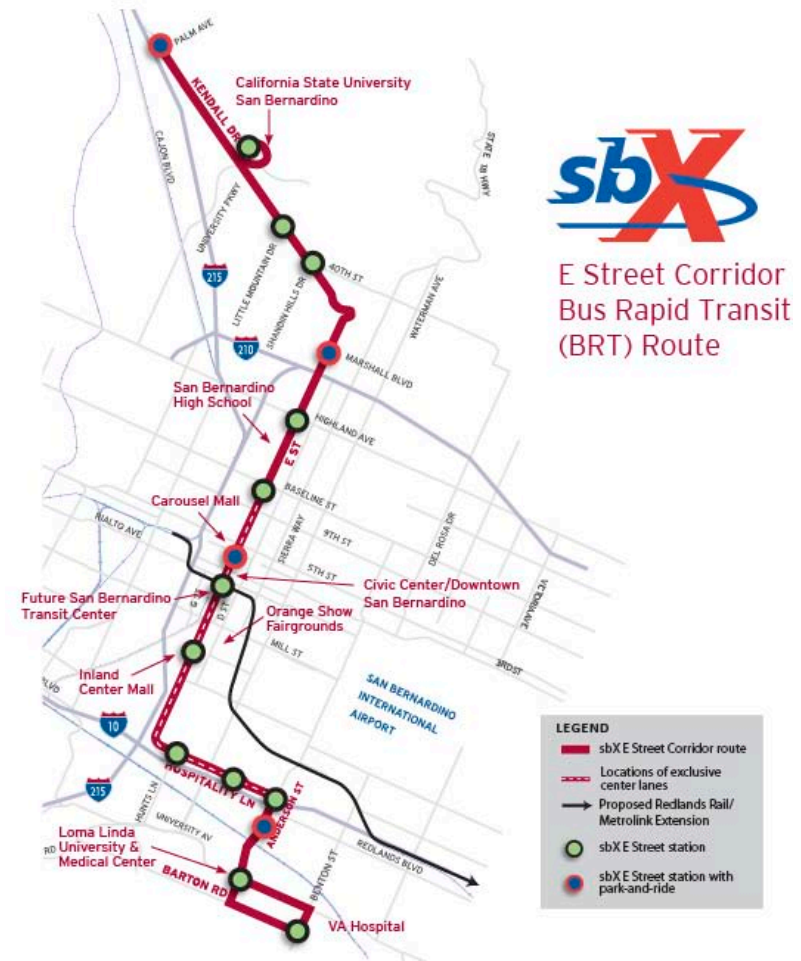 PALM AVE
KENDALL DR
California State University
San Bernardino
CAJON BLVD
STATE 18 HWY
UNIVERSITY PKWY
215
LITTLE MOUNTAIN DR
SHANDIN HILLS DR
40TH ST
WATERMAN AVE
210
MARSHALL BLVD
San Bernardino
High School
HIGHLAND AVE
E ST
BASELINE ST
Carousel Mall
RIALTO AVE
SIERRA WAY
9TH ST
DEL ROSA DR
5TH ST
VICTORIA AVE
Civic Center/Downtown
San Bernardino
Future San Bernardino
Transit Center
D ST
Orange Show
Fairgrounds
MILL ST
3RD ST
Inland
Center Mall
SAN BERNARDINO
INTERNATIONAL
AIRPORT
10
215
HOSPITALITY LN
HUNTS LN
ANDERSON ST
UNIVERSITY AV
Loma Linda
University &
Medical Center
RD
BARTON RD
BENTON ST
REDLANDS BLVD
VA Hospital
sbX
E Street Corridor
Bus Rapid Transit
(BRT) Route
LEGEND
sbX E Street Corridor route
Locations of exclusive
center lanes
Proposed Redlands Rail/
Metrolink Extension
sbX E Street station
sbX E Street station with
park-and-ride